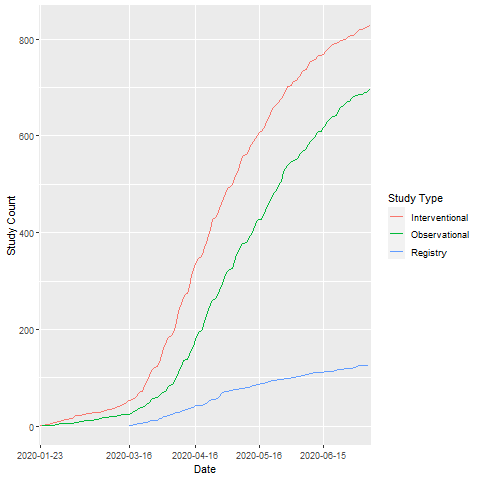 800
600
400
200
0
Study Count
2020-01-23
2020-03-16
2020-04-16
2020-05-16
2020-06-15
Date
Study Type
Interventional
Observational
Registry